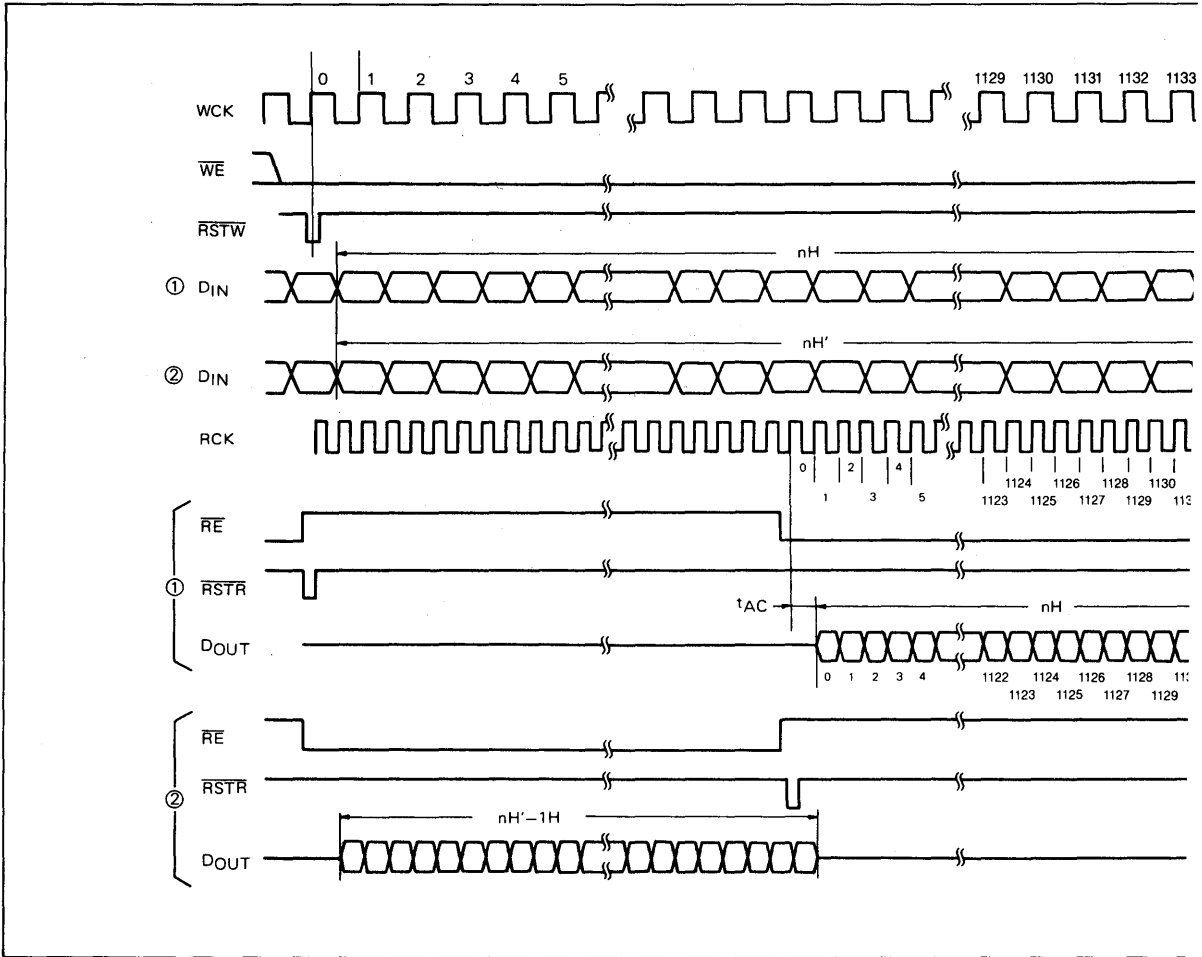 0 1 2 3 4 5 1129 1130 1131 1132 1133
WCK
WE
RSTW
nH
① DIN
nH'
② DIN
RCK
0 2 4 1124 1126 1128 1130
1 3 5 1123 1125 1127 1129 113
RE
① RSTR
tAC nH
DOUT
0 1 2 3 4 1122 1124 1126 1128 113
1123 1125 1127 1129
RE
RSTR
②
nH'−1H
DOUT